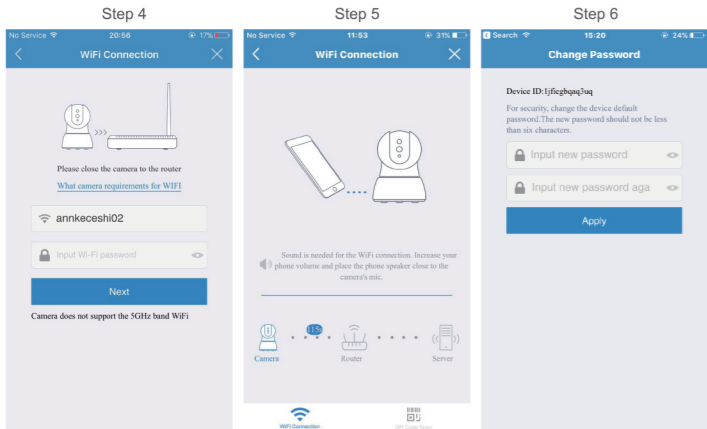 Step 4
No Service 20:56 17%
WiFi Connection
>>>
Please close the camera to the router
What camera requirements for WIFI
annkeceshi02
Input Wi-Fi password
Next
Camera does not support the 5GHz band WiFi
Step 5
No Service 11:53 31%
WiFi Connection
Sound is needed for the WiFi connection. Increase your
phone volume and place the phone speaker close to the
camera's mic.
115s
Camera Router Server
WiFi Connection QR Code Scan
Step 6
Search 15:20 24%
Change Password
Device ID:1jfiegbqaq3uq
For security, change the device default
password.The new password should not be less
than six characters.
Input new password
Input new password aga
Apply